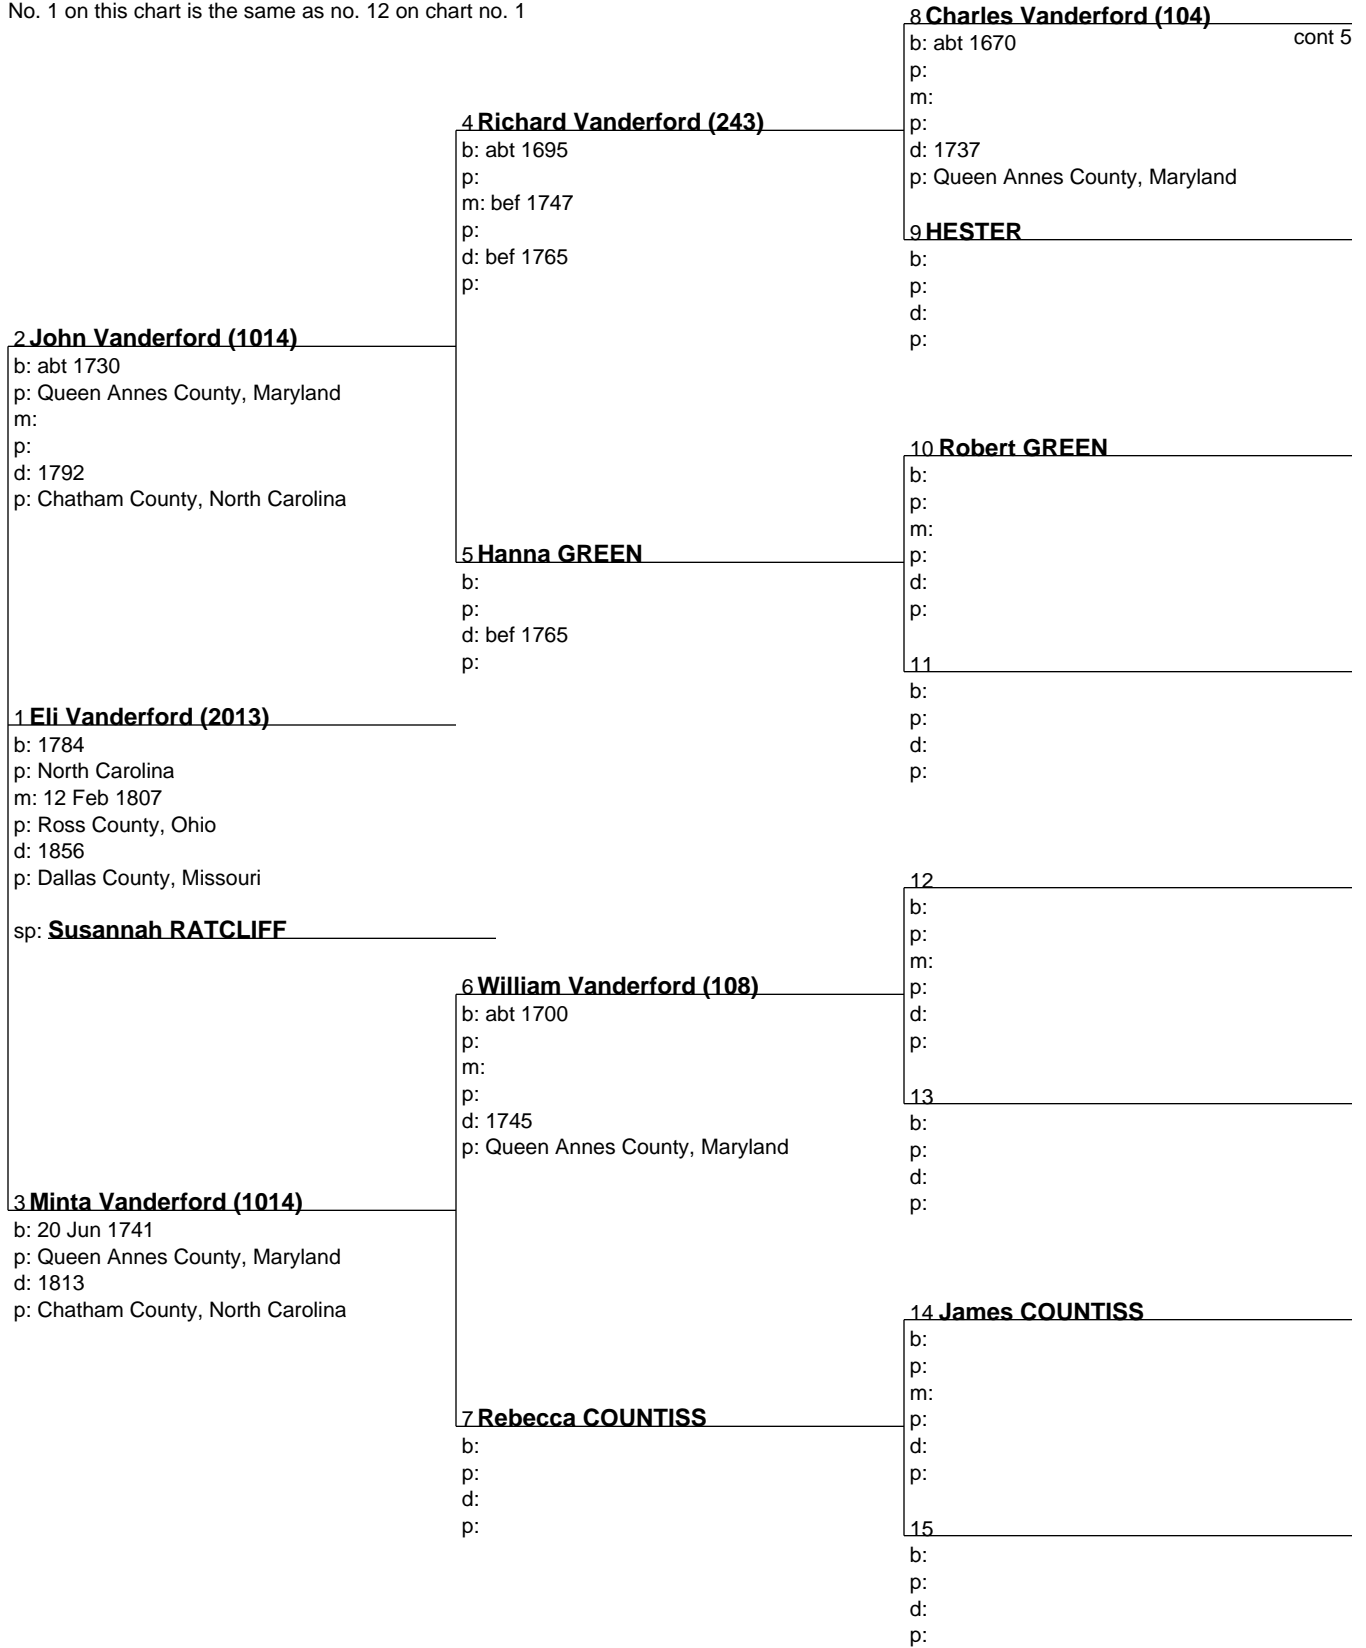 No. 1 on this chart is the same as no. 12 on chart no. 1
8 Charles Vanderford (104)
cont 5
b: abt 1670
p:
m:
p:
d: 1737
p: Queen Annes County, Maryland
4 Richard Vanderford (243)
b: abt 1695
p:
m: bef 1747
p:
d: bef 1765
p:
9 HESTER
b:
p:
d:
p:
2 John Vanderford (1014)
b: abt 1730
p: Queen Annes County, Maryland
m:
p:
d: 1792
p: Chatham County, North Carolina
10 Robert GREEN
b:
p:
m:
p:
d:
p:
5 Hanna GREEN
b:
p:
d: bef 1765
p:
11
b:
p:
d:
p:
1 Eli Vanderford (2013)
b: 1784
p: North Carolina
m: 12 Feb 1807
p: Ross County, Ohio
d: 1856
p: Dallas County, Missouri
sp: Susannah RATCLIFF
12
b:
p:
m:
p:
d:
p:
6 William Vanderford (108)
b: abt 1700
p:
m:
p:
d: 1745
p: Queen Annes County, Maryland
13
b:
p:
d:
p:
3 Minta Vanderford (1014)
b: 20 Jun 1741
p: Queen Annes County, Maryland
d: 1813
p: Chatham County, North Carolina
14 James COUNTISS
b:
p:
m:
p:
d:
p:
7 Rebecca COUNTISS
b:
p:
d:
p:
15
b:
p:
d:
p: